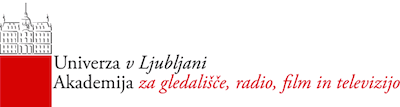 Univerza v Ljubljani
Akademija za gledališče, radio, film in televizijo